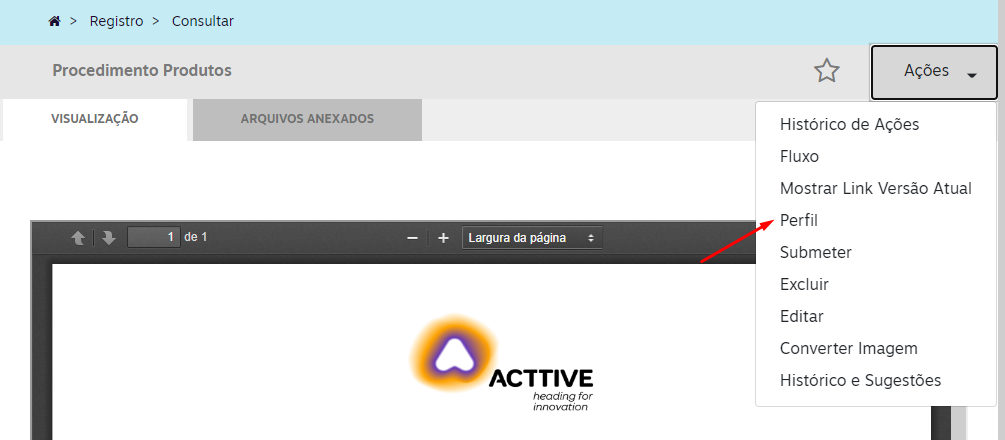 > Registro > Consultar
Procedimento Produtos
Ações
VISUALIZAÇÃO
ARQUIVOS ANEXADOS
Histórico de Ações
Fluxo
Mostrar Link Versão Atual
Perfil
Submeter
Excluir
Editar
Converter Imagem
Histórico e Sugestões
1 de 1
Largura da página
ACTTIVE
heading for
innovation